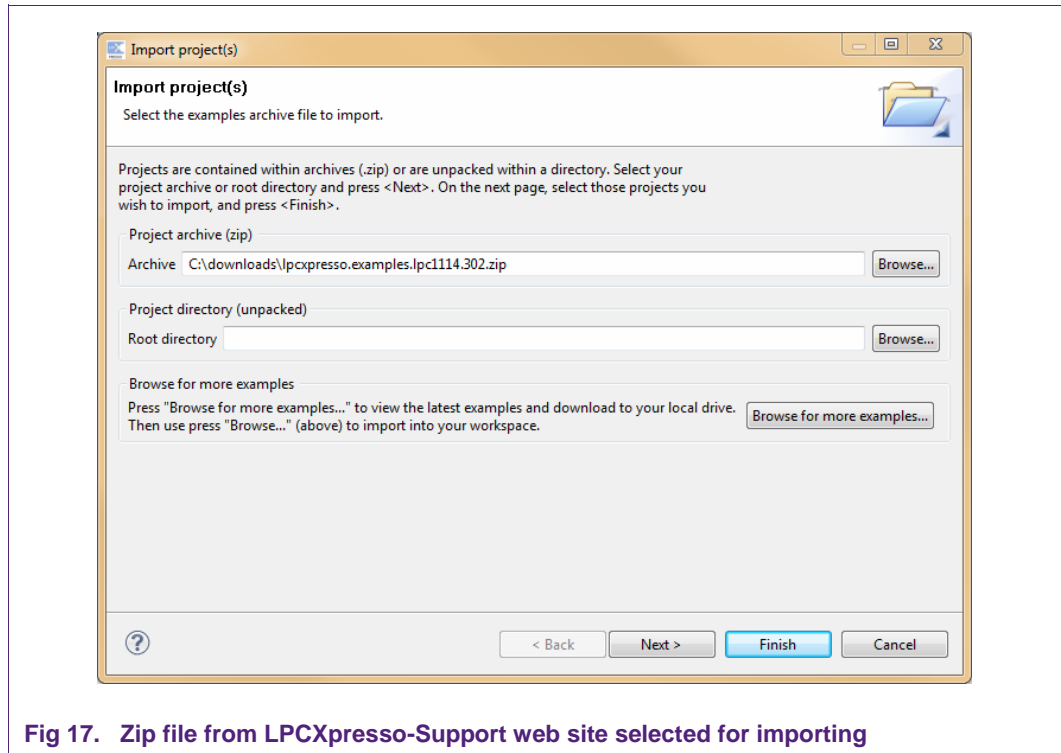 Import project(s)
Import project(s)
Select the examples archive file to import.
Projects are contained within archives (.zip) or are unpacked within a directory. Select your
project archive or root directory and press <Next>. On the next page, select those projects you
wish to import, and press <Finish>.
Project archive (zip)
Archive C:\downloads\lpcxpresso.examples.lpc1114.302.zip Browse...
Project directory (unpacked)
Root directory Browse...
Browse for more examples
Press "Browse for more examples..." to view the latest examples and download to your local drive.
Then use press "Browse..." (above) to import into your workspace.
Browse for more examples...
< Back Next > Finish Cancel
Fig 17. Zip file from LPCXpresso-Support web site selected for importing